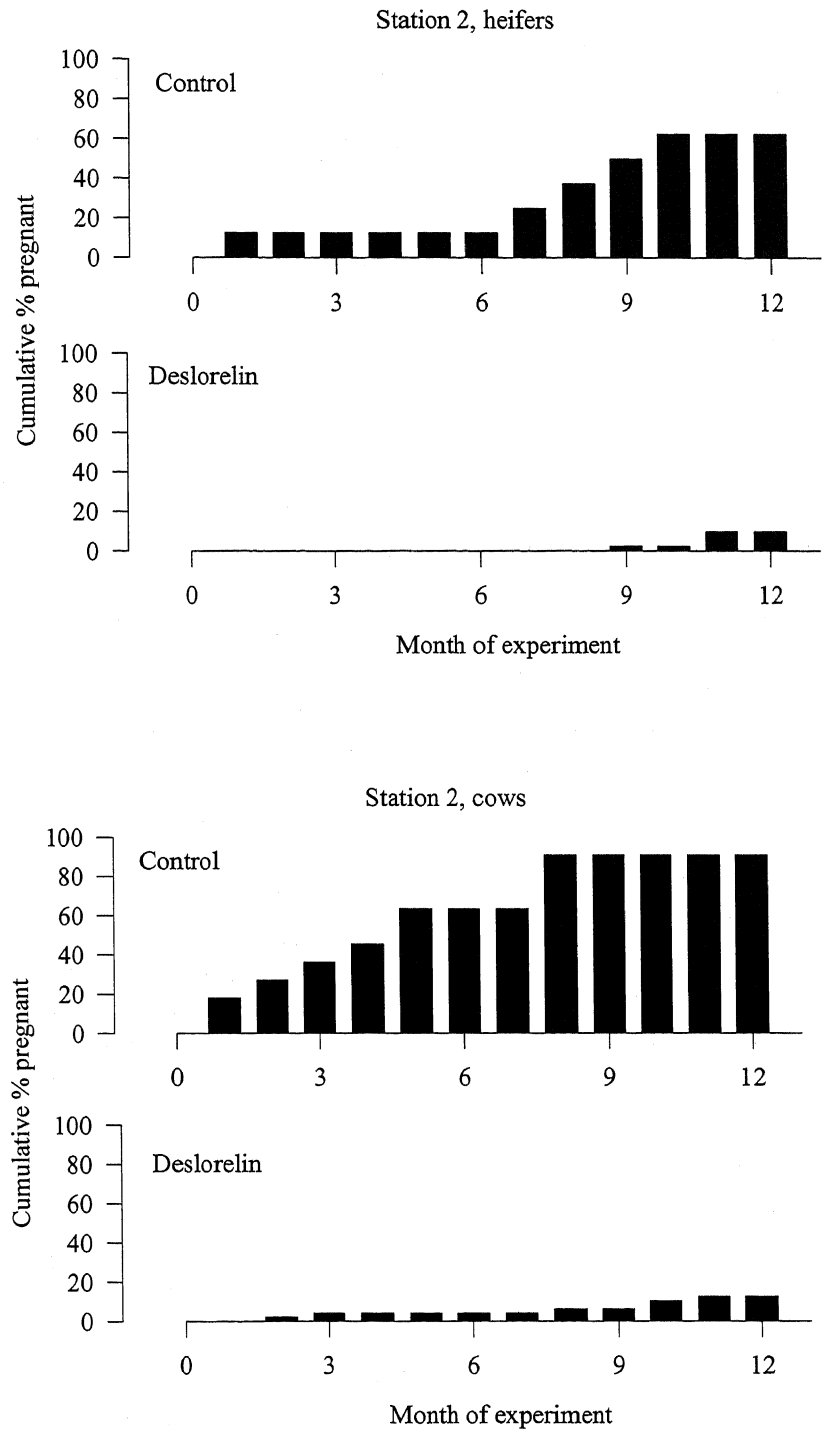 Station 2, heifers
100
80
60
40
20
0
Control
0 3 6 9 12
Cumulative % pregnant
100
80
60
40
20
0
Deslorelin
0 3 6 9 12
Month of experiment
Station 2, cows
100
80
60
40
20
0
Control
0 3 6 9 12
Cumulative % pregnant
100
80
60
40
20
0
Deslorelin
0 3 6 9 12
Month of experiment